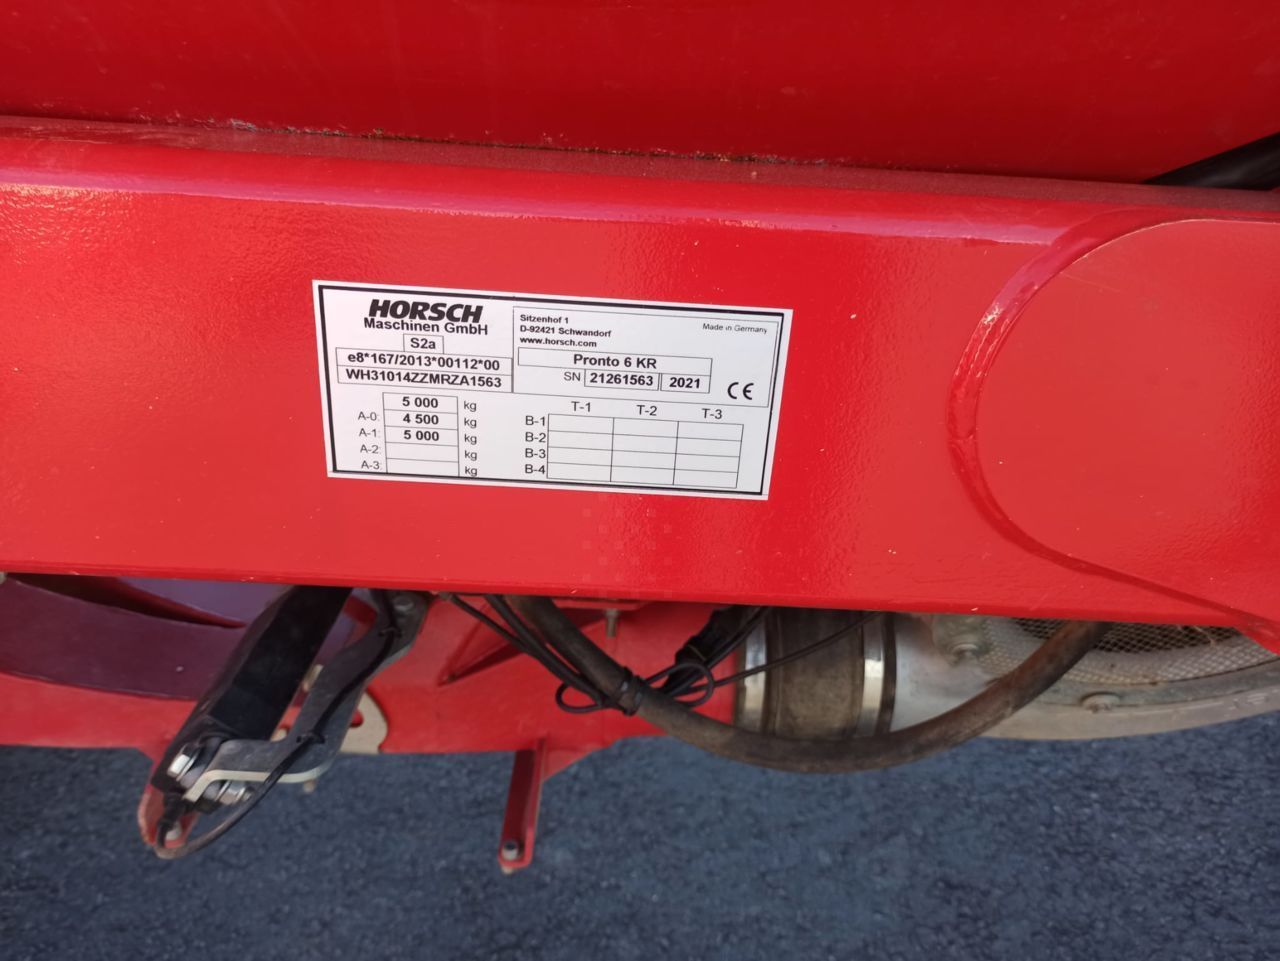 HORSCH
Maschinen GmbH
S2a
e8*167/2013*00112*00
WH31014ZZMRZA1563
Sitzenhof 1
D-92421 Schwandorf
www.horsch.com
Made in Germany
Pronto 6 KR
SN 21261563 2021
CE
5 000 kg
A-0: 4 500 kg
A-1: 5 000 kg
A-2: kg
A-3: kg
T-1 T-2 T-3
B-1
B-2
B-3
B-4